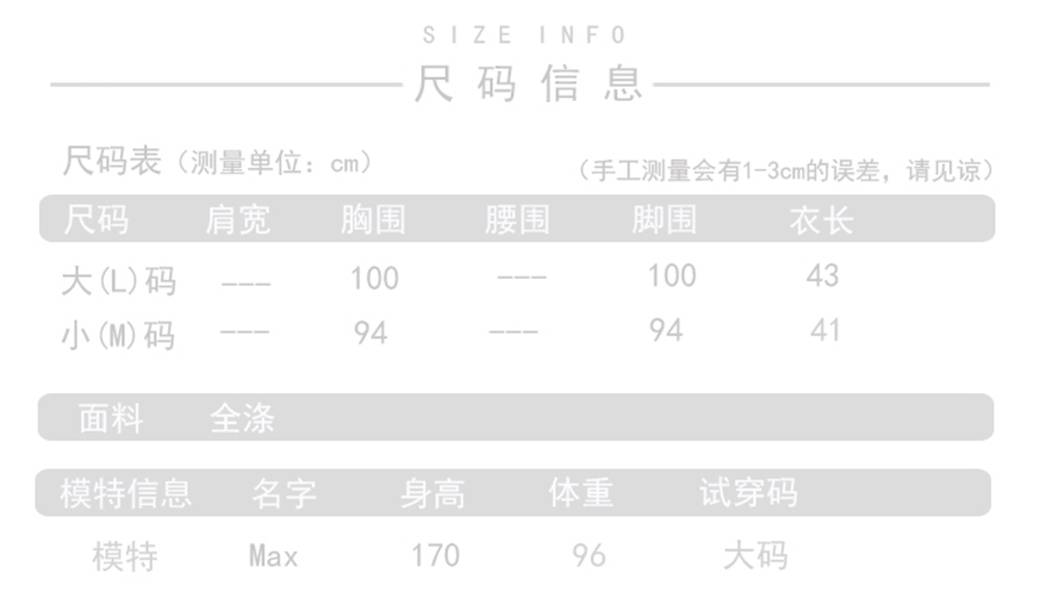 SIZE INFO
尺码信息
尺码表（测量单位：cm） （手工测量会有1-3cm的误差，请见谅）
尺码 肩宽 胸围 腰围 脚围 衣长
大(L)码 --- 100 --- 100 43
小(M)码 --- 94 --- 94 41
面料 全涤
模特信息 名字 身高 体重 试穿码
模特 Max 170 96 大码